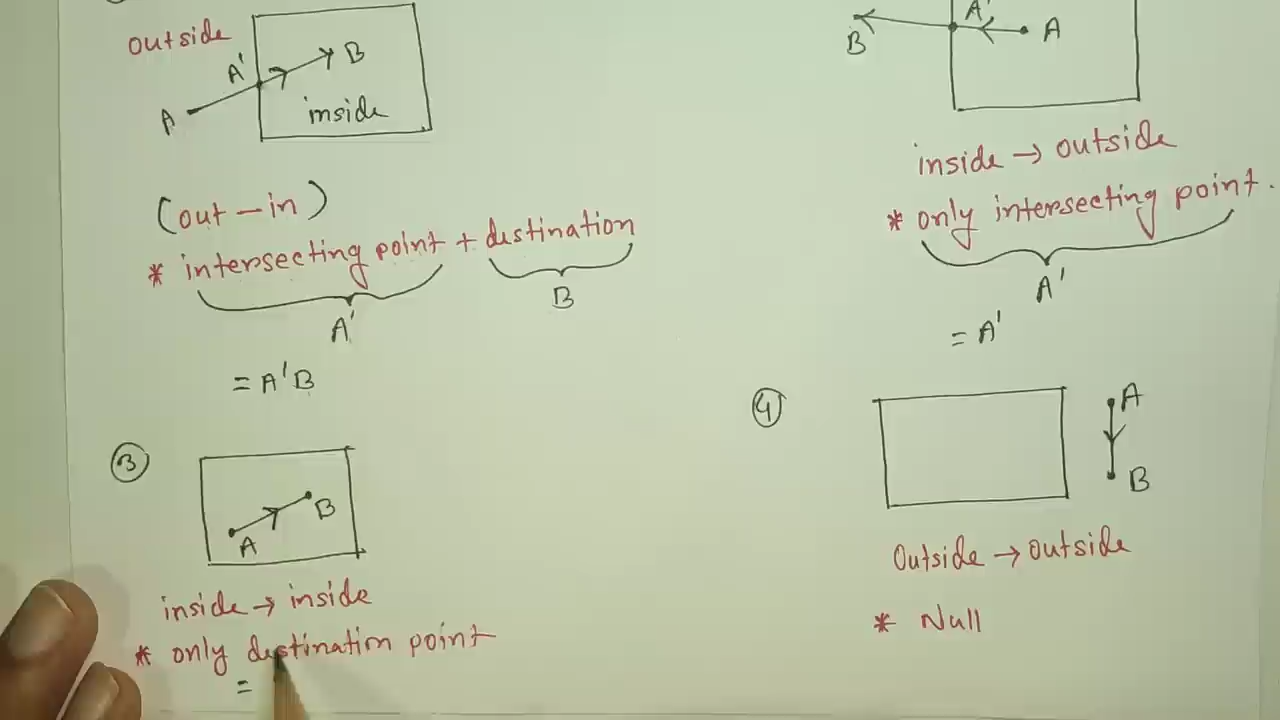 outside
A'
B
A
inside
(out - in)
* intersecting point + destination
A'
B
= A'B
A'
A
B
inside → outside
* only intersecting point.
A'
= A'
3
A
B
inside → inside
* only destination point
=
4
A
B
Outside → outside
* Null